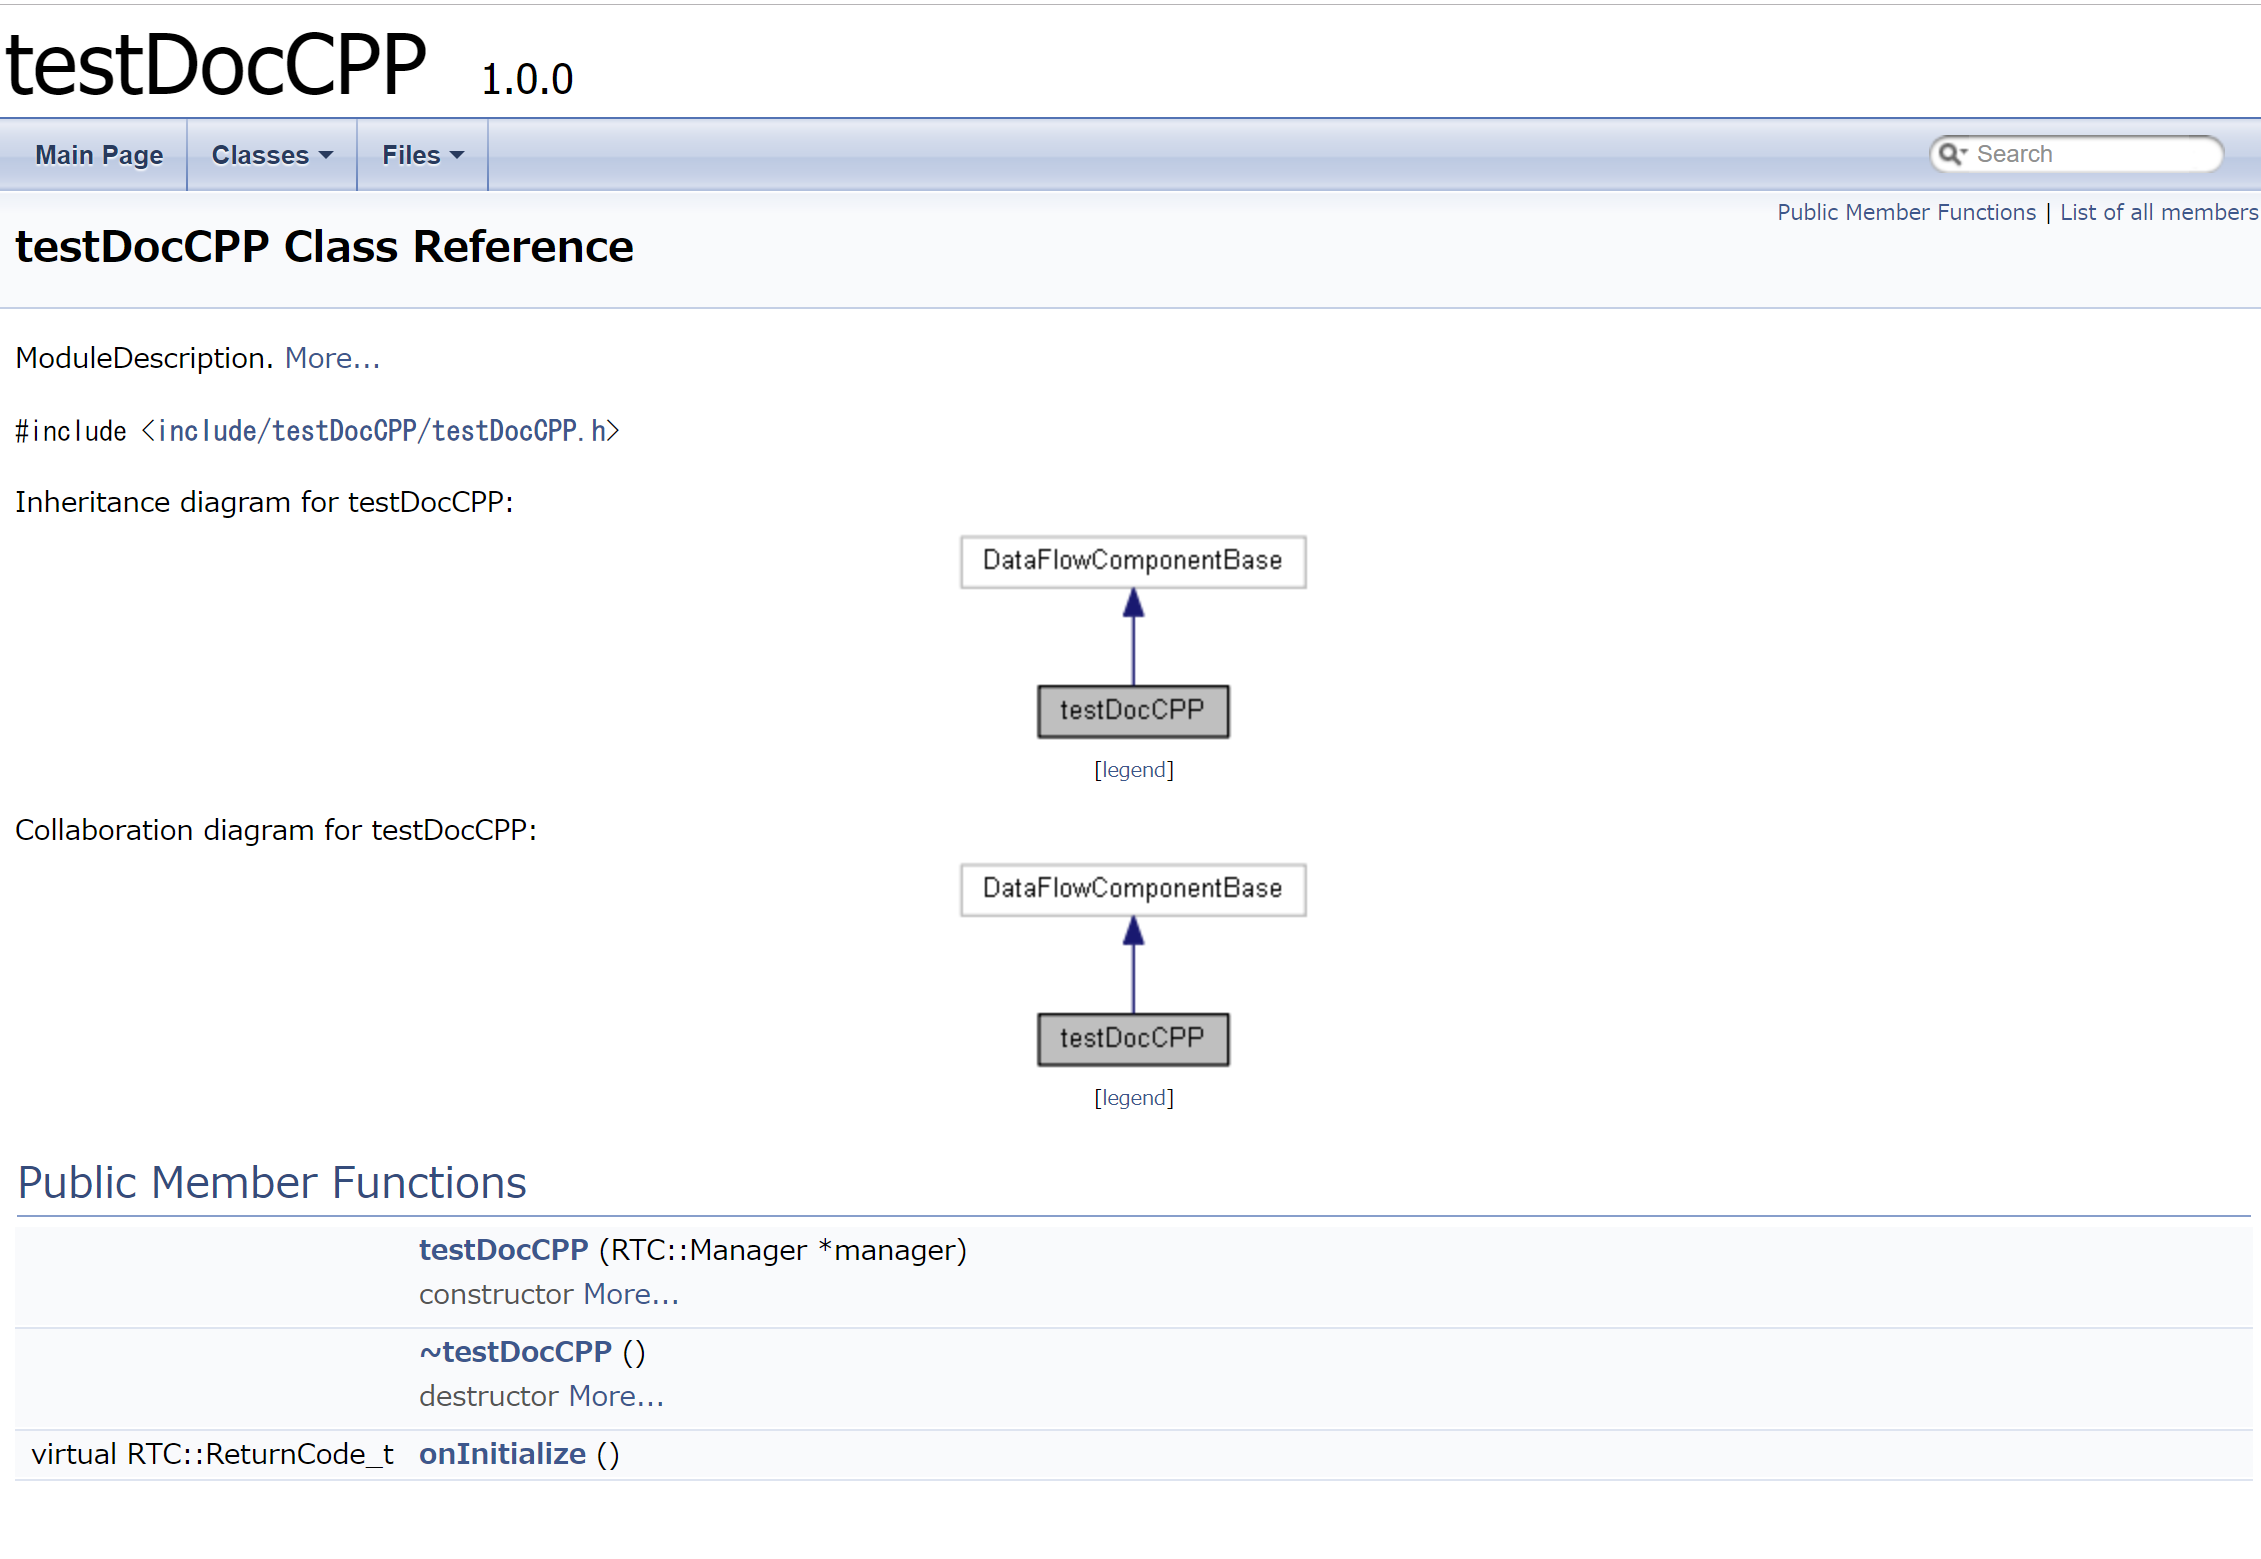 testDocCPP 1.0.0
Main Page Classes Files Search
Public Member Functions | List of all members
testDocCPP Class Reference
ModuleDescription. More...
#include <include/testDocCPP/testDocCPP.h>
Inheritance diagram for testDocCPP:
DataFlowComponentBase
testDocCPP
[legend]
Collaboration diagram for testDocCPP:
DataFlowComponentBase
testDocCPP
[legend]
Public Member Functions
testDocCPP (RTC::Manager *manager)
constructor More...
~testDocCPP ()
destructor More...
virtual RTC::ReturnCode_t onInitialize ()